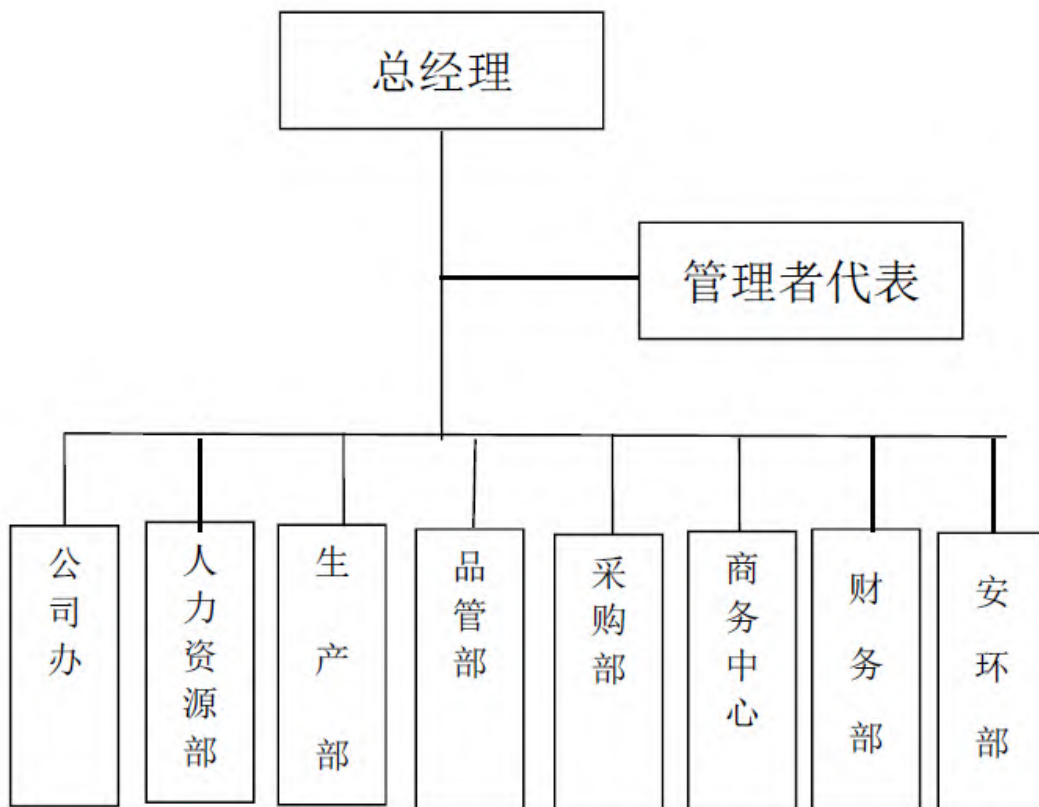 总经理
管理者代表
公司办
人力资源部
生产部
品管部
采购部
商务中心
财务部
安环部